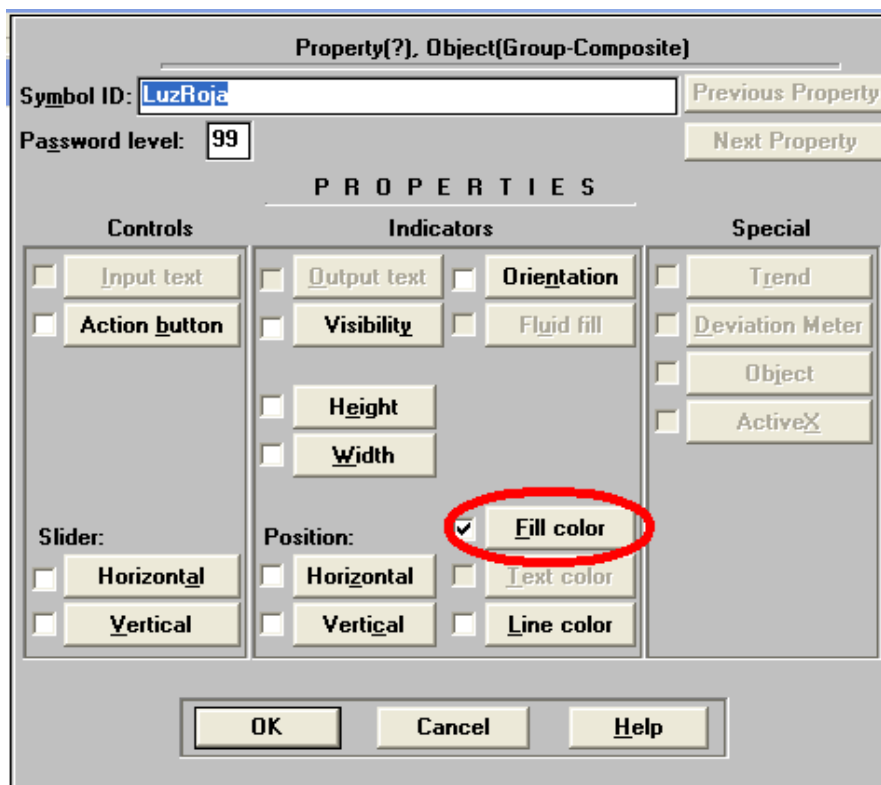 Property(?), Object(Group-Composite)
Symbol ID: LuzRoja Previous Property
Password level: 99 Next Property
PROPERTIES
Controls Indicators Special
Input text Output text Orientation Trend
Action button Visibility Fluid fill Deviation Meter
Object
Height ActiveX
Width
Fill color
Slider: Position:
Horizontal Horizontal Text color
Vertical Vertical Line color
OK Cancel Help